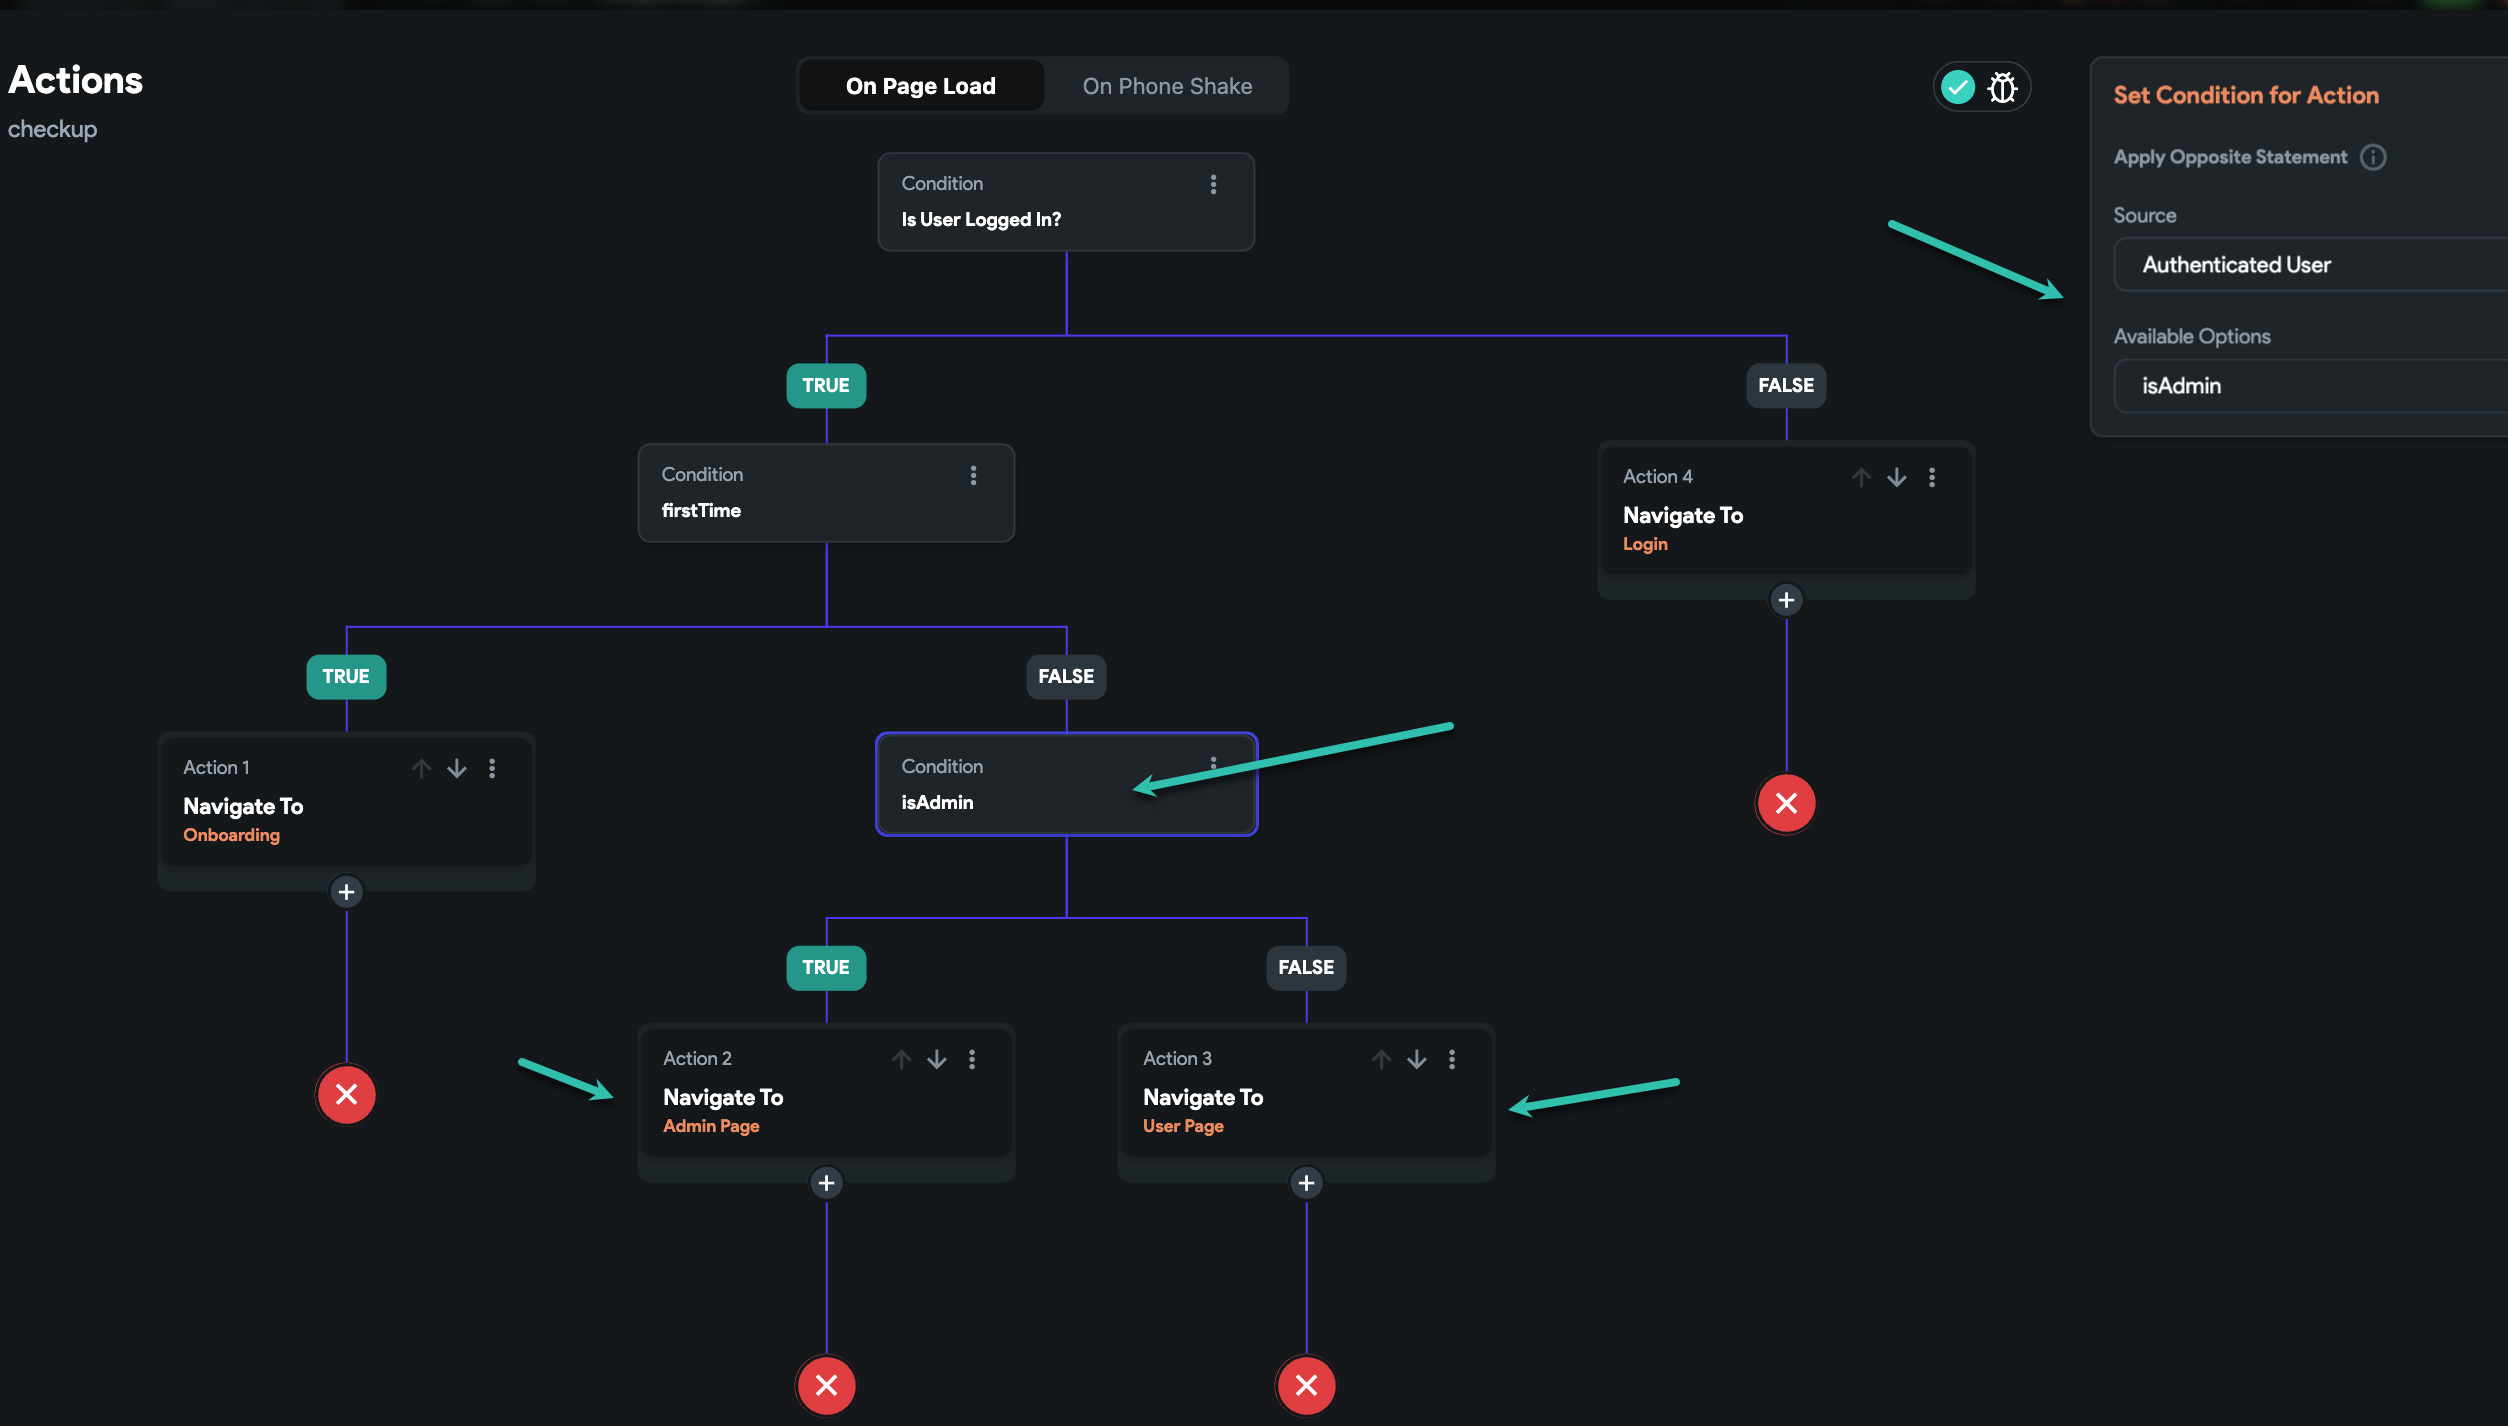 Actions
checkup
On Page Load
On Phone Shake
Set Condition for Action
Apply Opposite Statement
Source
Authenticated User
Available Options
isAdmin
Condition
Is User Logged In?
TRUE
FALSE
Condition
firstTime
Action 4
Navigate To
Login
TRUE
FALSE
Action 1
Navigate To
Onboarding
Condition
isAdmin
TRUE
FALSE
Action 2
Navigate To
Admin Page
Action 3
Navigate To
User Page